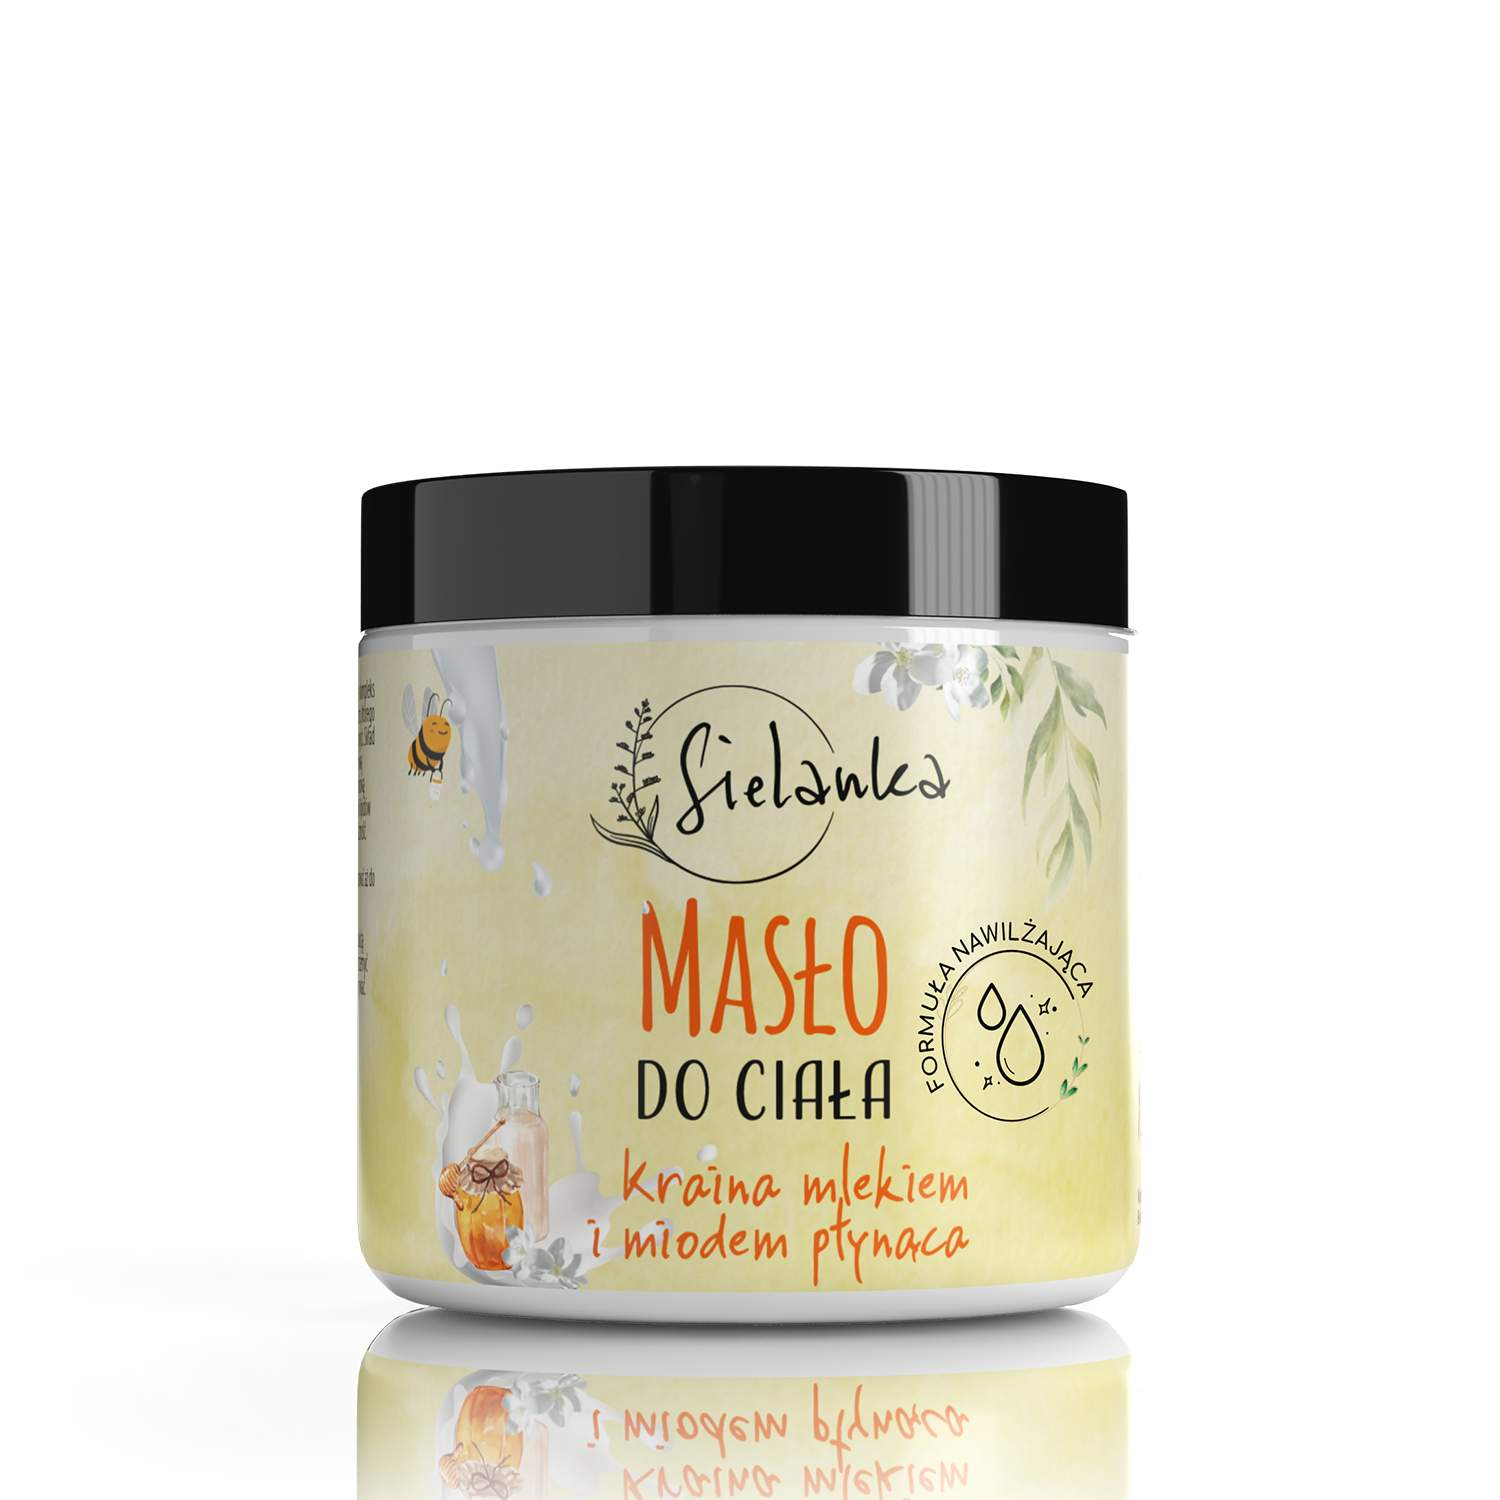 Sielanka
MASŁO
DO CIAŁA
FORMUŁA NAWILŻAJĄCA
Kraina mlekiem
i miodem płynąca